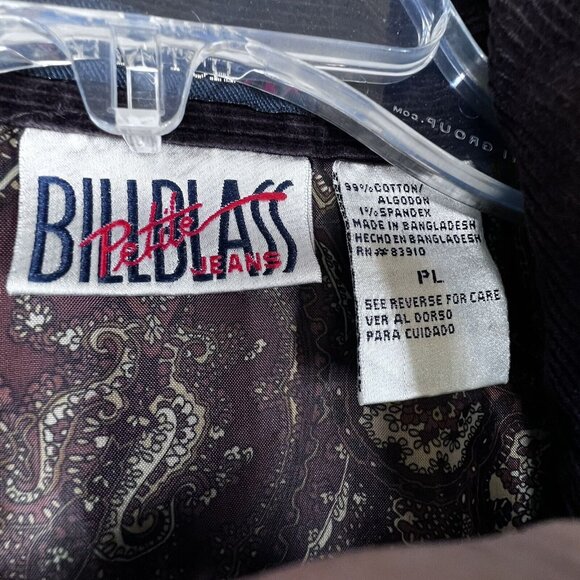 BILLBLASS
Petite
JEANS
99% COTTON/
ALGODON
1% SPANDEX
MADE IN BANGLADESH
HECHO EN BANGLADESH
RN# 83910
PL
SEE REVERSE FOR CARE
VER AL DORSO
PARA CUIDADO
GROUP.COM